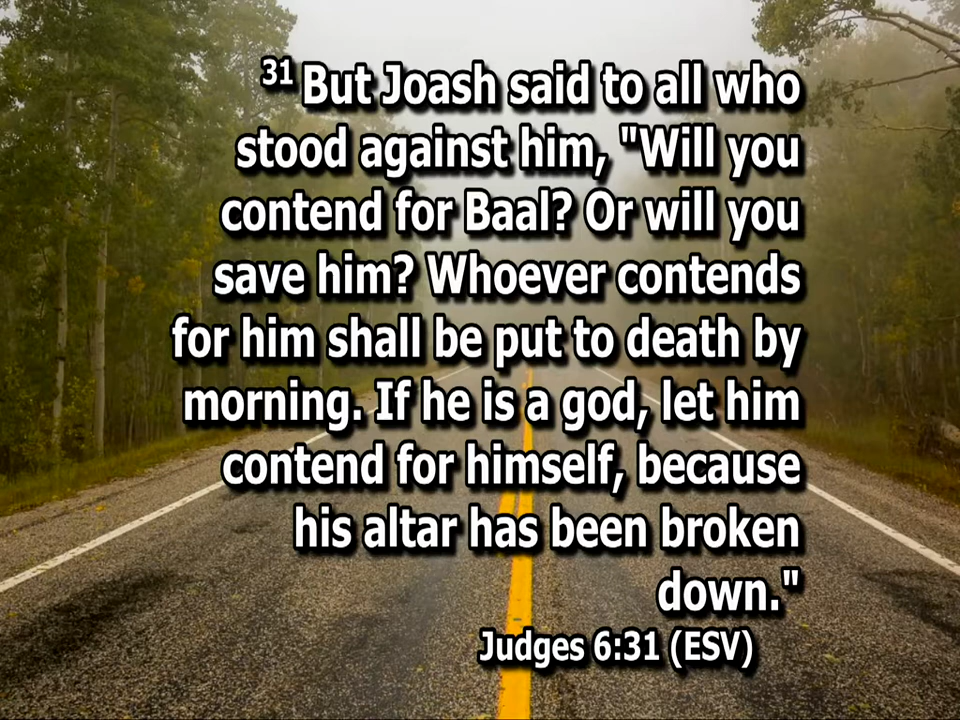 31 But Joash said to all who
stood against him, "Will you
contend for Baal? Or will you
save him? Whoever contends
for him shall be put to death by
morning. If he is a god, let him
contend for himself, because
his altar has been broken
down."
Judges 6:31 (ESV)